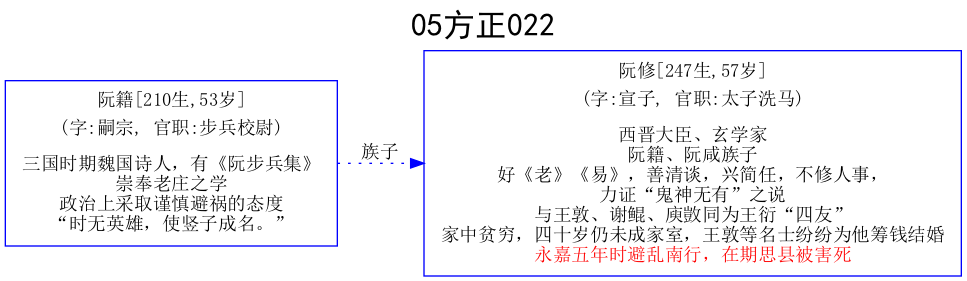 05方正022
阮籍[210生,53岁]
(字:嗣宗, 官职:步兵校尉)
三国时期魏国诗人，有《阮步兵集》
崇奉老庄之学
政治上采取谨慎避祸的态度
“时无英雄，使竖子成名。”
族子
阮修[247生,57岁]
(字:宣子, 官职:太子洗马)
西晋大臣、玄学家
阮籍、阮咸族子
好《老》《易》，善清谈，兴简任，不修人事，
力证“鬼神无有”之说
与王敦、谢鲲、庾敳同为王衍“四友”
家中贫穷，四十岁仍未成家室，王敦等名士纷纷为他筹钱结婚
永嘉五年时避乱南行，在期思县被害死